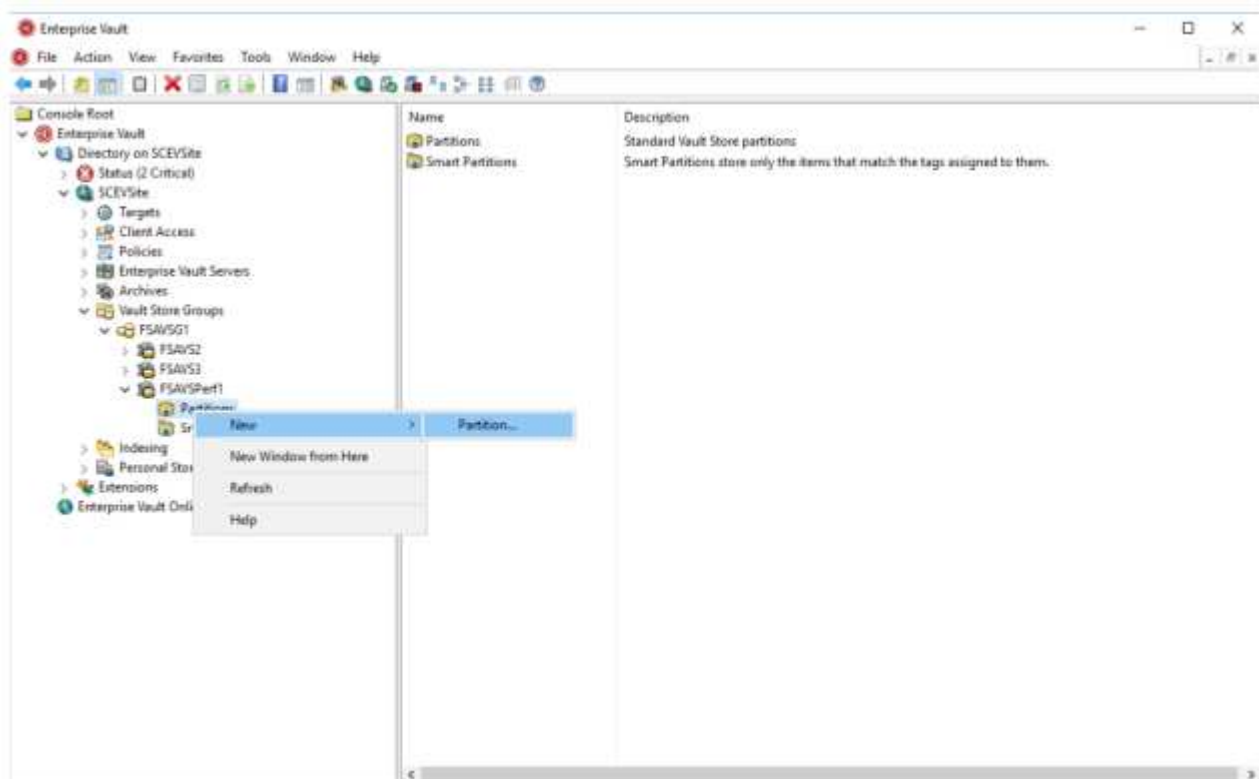 Enterprise Vault
File Action View Favorites Tools Window Help
Console Root
Enterprise Vault
Directory on SCEVSite
Status (2 Critical)
SCEVSite
Targets
Client Access
Policies
Enterprise Vault Servers
Archives
Vault Store Groups
FSAVSG1
FSAVS2
FSAVS3
FSAVSPerf1
Partitions
Indexing
Personal Stor
Extensions
Enterprise Vault Onli
New
New Window from Here
Refresh
Help
Partition...
Name Description
Partitions Standard Vault Store partitions
Smart Partitions Smart Partitions store only the items that match the tags assigned to them.